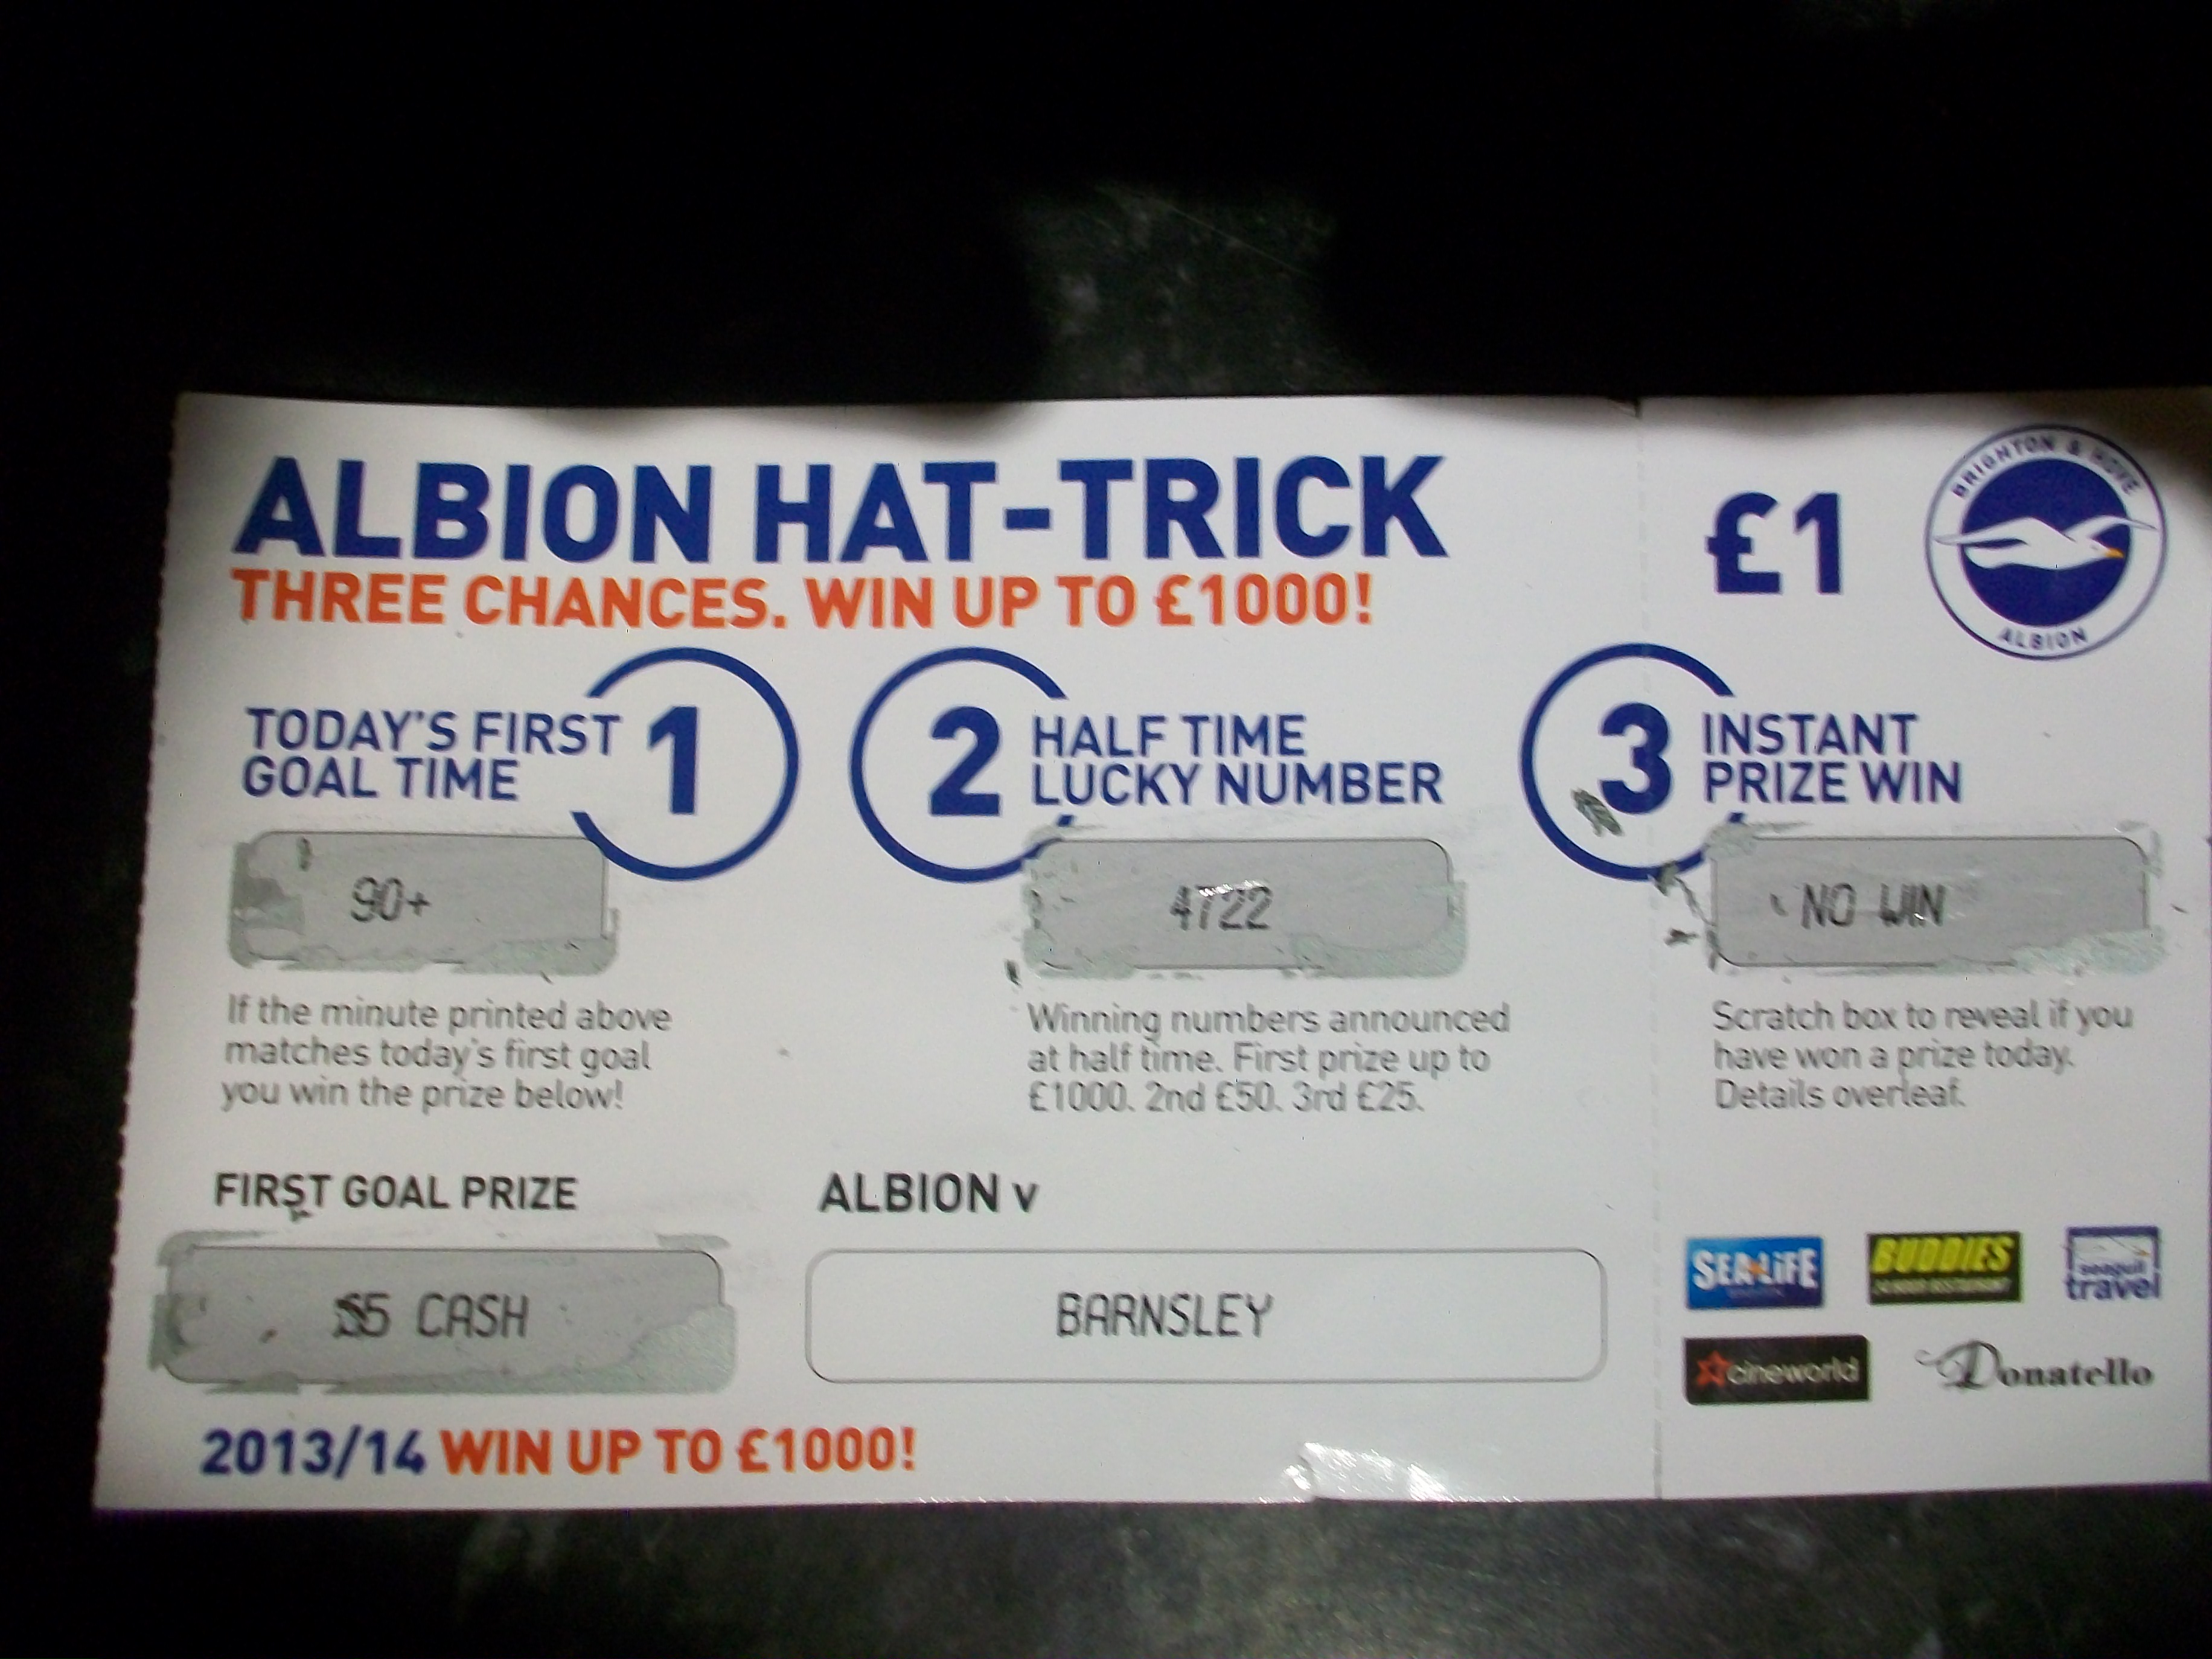 ALBION HAT-TRICK
THREE CHANCES. WIN UP TO £1000!
£1
BRIGHTON & HOVE
ALBION
TODAY'S FIRST
GOAL TIME
1
90+
If the minute printed above
matches today's first goal
you win the prize below!
2
HALF TIME
LUCKY NUMBER
4722
Winning numbers announced
at half time. First prize up to
£1000. 2nd £50. 3rd £25.
3
INSTANT
PRIZE WIN
NO WIN
Scratch box to reveal if you
have won a prize today.
Details overleaf.
FIRST GOAL PRIZE
£5 CASH
ALBION v
BARNSLEY
SEA LIFE
BUDDIES
seagull
travel
cineworld
Donatello
2013/14 WIN UP TO £1000!